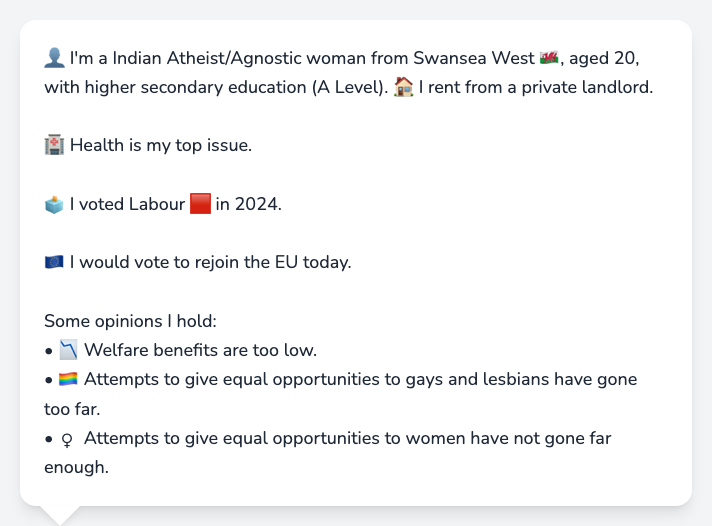 👤 I'm a Indian Atheist/Agnostic woman from Swansea West 🏴󠁧󠁢󠁷󠁬󠁳󠁿, aged 20,
with higher secondary education (A Level). 🏠 I rent from a private landlord.
🏥 Health is my top issue.
🗳️ I voted Labour 🟥 in 2024.
🇪🇺 I would vote to rejoin the EU today.
Some opinions I hold:
• 📉 Welfare benefits are too low.
• 🏳️‍🌈 Attempts to give equal opportunities to gays and lesbians have gone
too far.
• ♀ Attempts to give equal opportunities to women have not gone far
enough.